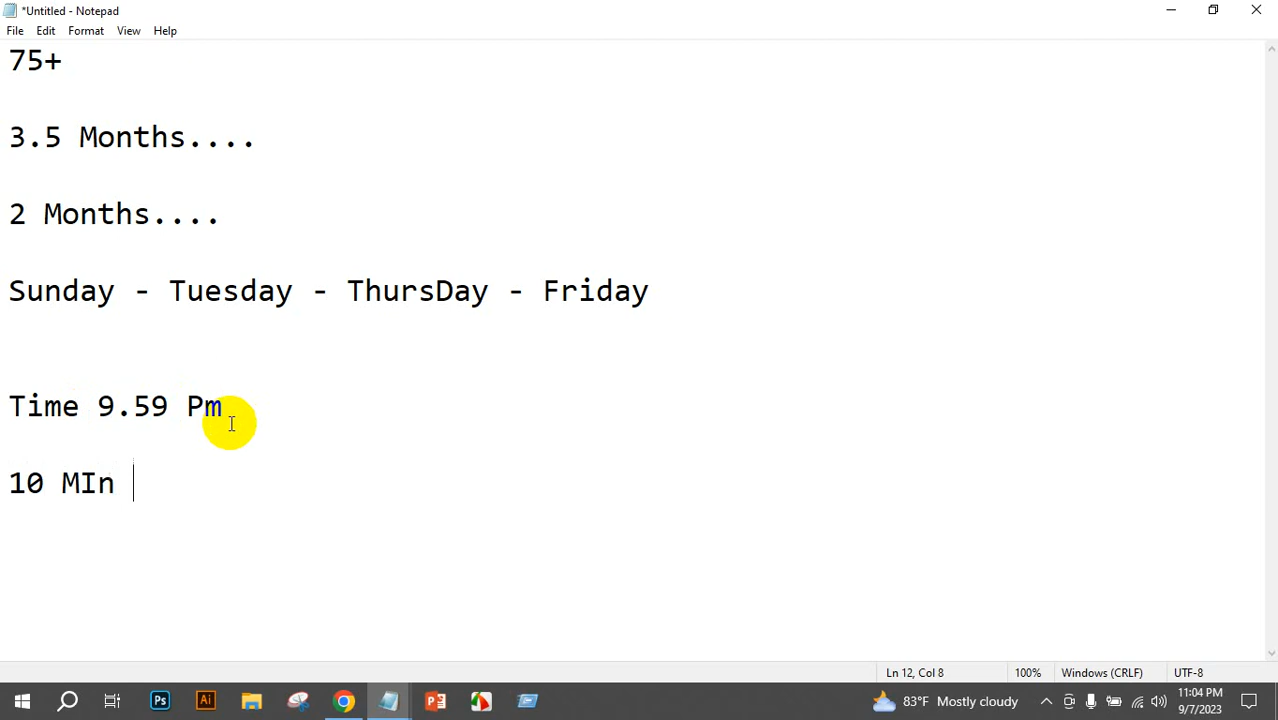 *Untitled - Notepad
File Edit Format View Help
75+
3.5 Months....
2 Months....
Sunday - Tuesday - ThursDay - Friday
Time 9.59 Pm
10 MIn
Ln 12, Col 8 100% Windows (CRLF) UTF-8
Ps Ai P 83°F Mostly cloudy 11:04 PM
9/7/2023